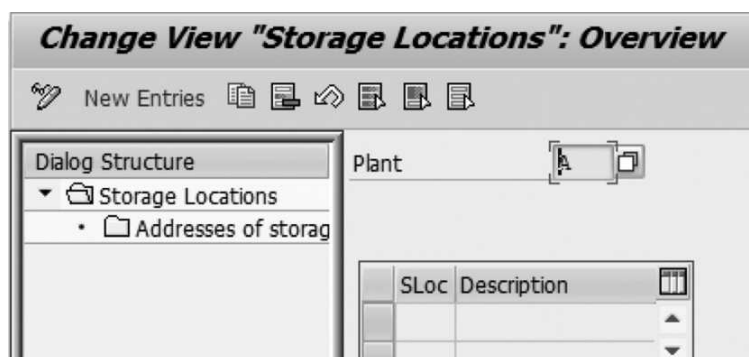 Change View "Storage Locations": Overview
New Entries
Dialog Structure
Plant A
Storage Locations
Addresses of storag
SLoc Description